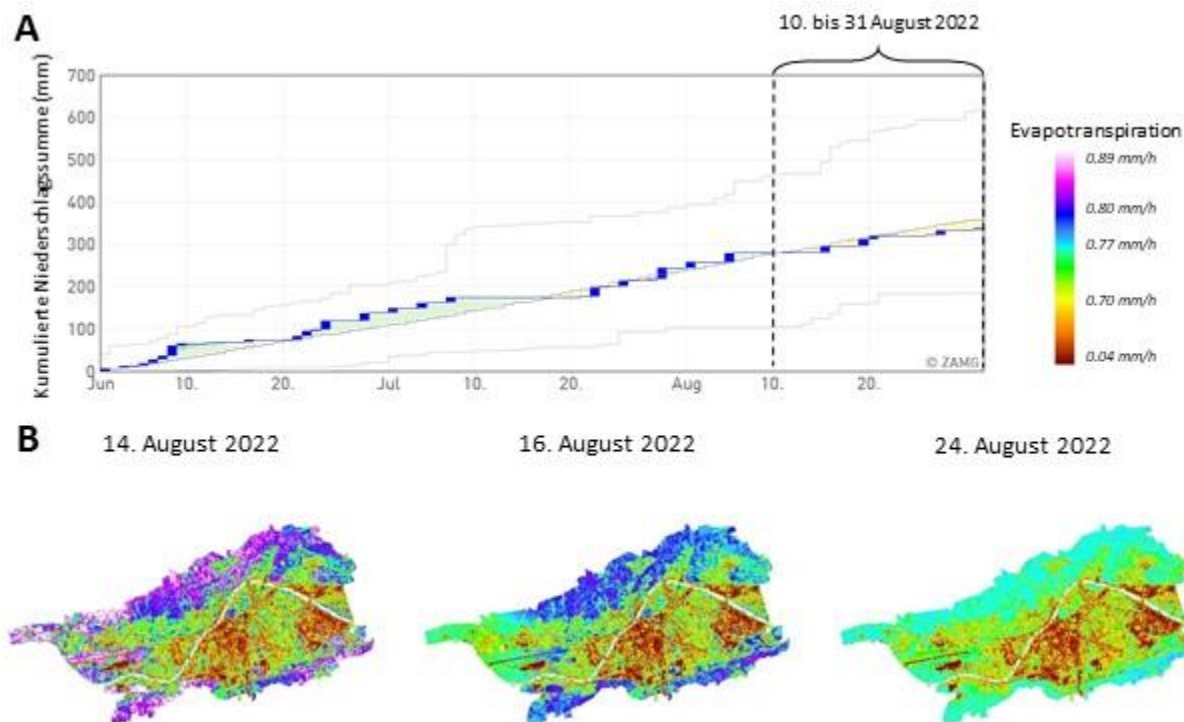 A
10. bis 31 August 2022
Kumulierte Niederschlagssumme (mm)
700
600
500
400
300
200
100
0
Jun 10. 20. Jul 10. 20. Aug 10. 20.
© ZAMG
Evapotranspiration
0.89 mm/h
0.80 mm/h
0.77 mm/h
0.70 mm/h
0.04 mm/h
B
14. August 2022
16. August 2022
24. August 2022